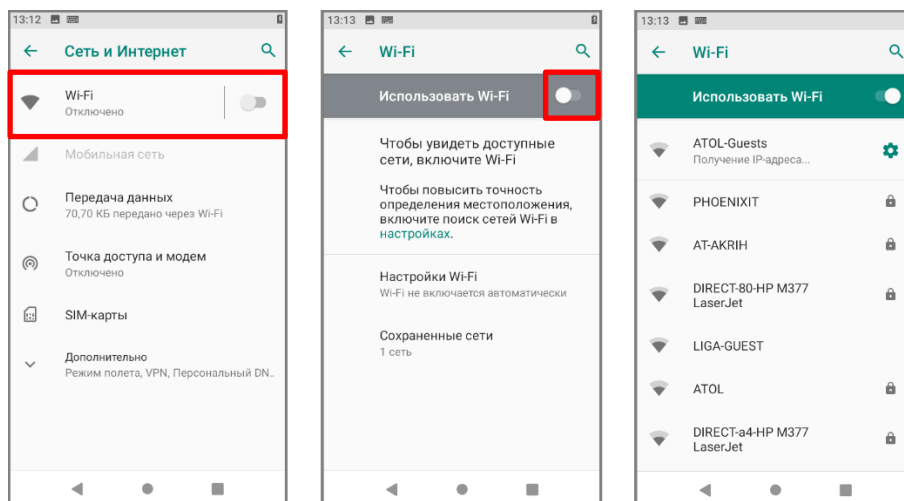 13:12
Сеть и Интернет
Wi-Fi
Отключено
Мобильная сеть
Передача данных
70,70 КБ передано через Wi-Fi
Точка доступа и модем
Отключено
SIM-карты
Дополнительно
Режим полета, VPN, Персональный DN..
13:13
Wi-Fi
Использовать Wi-Fi
Чтобы увидеть доступные
сети, включите Wi-Fi
Чтобы повысить точность
определения местоположения,
включите поиск сетей Wi-Fi в
настройках.
Настройки Wi-Fi
Wi-Fi не включается автоматически
Сохраненные сети
1 сеть
13:13
Wi-Fi
Использовать Wi-Fi
ATOL-Guests
Получение IP-адреса...
PHOENIXIT
AT-AKRIH
DIRECT-80-HP M377
LaserJet
LIGA-GUEST
ATOL
DIRECT-a4-HP M377
LaserJet